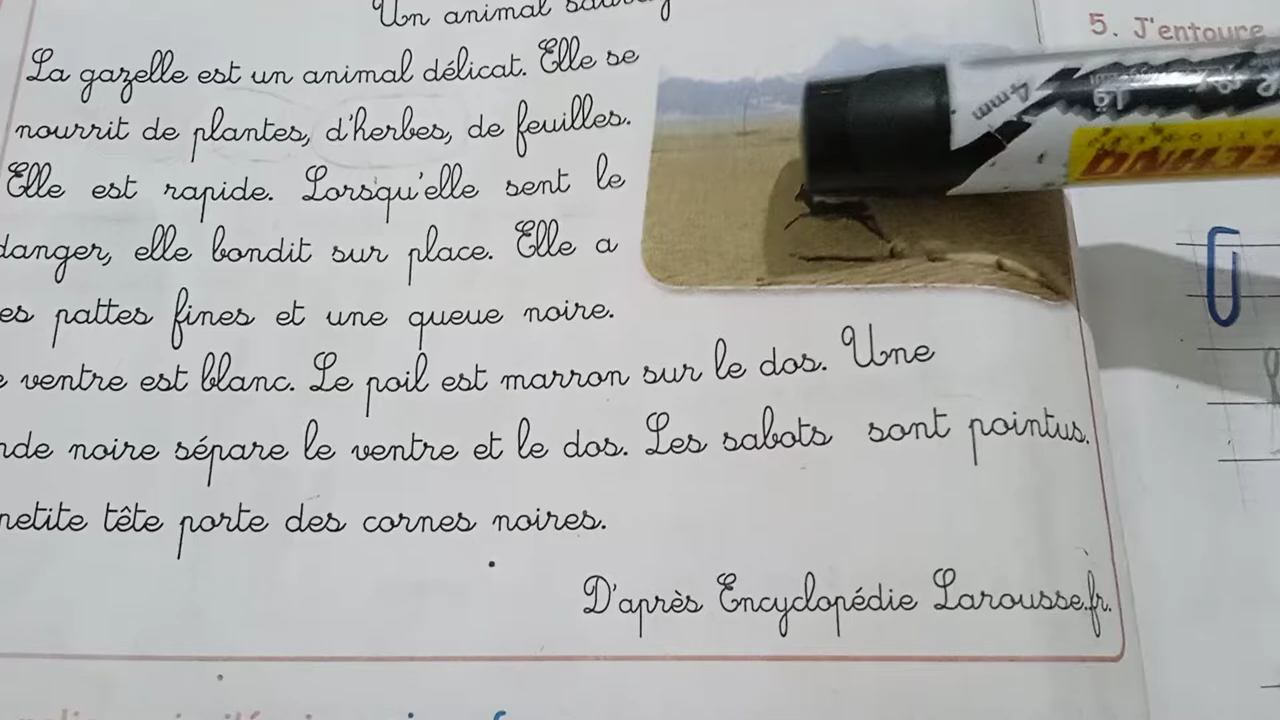 Un animal
La gazelle est un animal délicat. Elle se
nourrit de plantes, d'herbes, de feuilles.
Elle est rapide. Lorsqu'elle sent le
danger, elle bondit sur place. Elle a
es pattes fines et une queue noire.
e ventre est blanc. Le poil est marron sur le dos. Une
nde noire sépare le ventre et le dos. Les sabots sont pointus.
petite tête porte des cornes noires.
D'après Encyclopédie Larousse.fr.
5. J'entoure
4mm
TECHNO